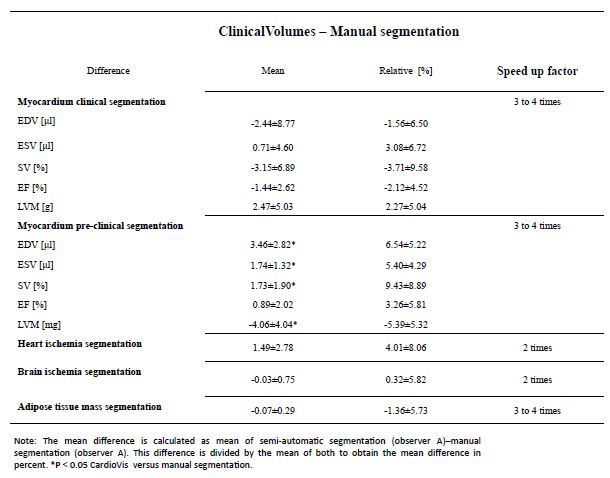 ClinicalVolumes – Manual segmentation
Difference Mean Relative [%] Speed up factor
Myocardium clinical segmentation 3 to 4 times
EDV [µl] -2.44±8.77 -1.56±6.50
ESV [µl] 0.71±4.60 3.08±6.72
SV [%] -3.15±6.89 -3.71±9.58
EF [%] -1.44±2.62 -2.12±4.52
LVM [g] 2.47±5.03 2.27±5.04
Myocardium pre-clinical segmentation 3 to 4 times
EDV [µl] 3.46±2.82* 6.54±5.22
ESV [µl] 1.74±1.32* 5.40±4.29
SV [%] 1.73±1.90* 9.43±8.89
EF [%] 0.89±2.02 3.26±5.81
LVM [mg] -4.06±4.04* -5.39±5.32
Heart ischemia segmentation 1.49±2.78 4.01±8.06 2 times
Brain ischemia segmentation -0.03±0.75 0.32±5.82 2 times
Adipose tissue mass segmentation -0.07±0.29 -1.36±5.73 3 to 4 times
Note: The mean difference is calculated as mean of semi-automatic segmentation (observer A)–manual
segmentation (observer A). This difference is divided by the mean of both to obtain the mean difference in
percent. *P < 0.05 CardioVis versus manual segmentation.